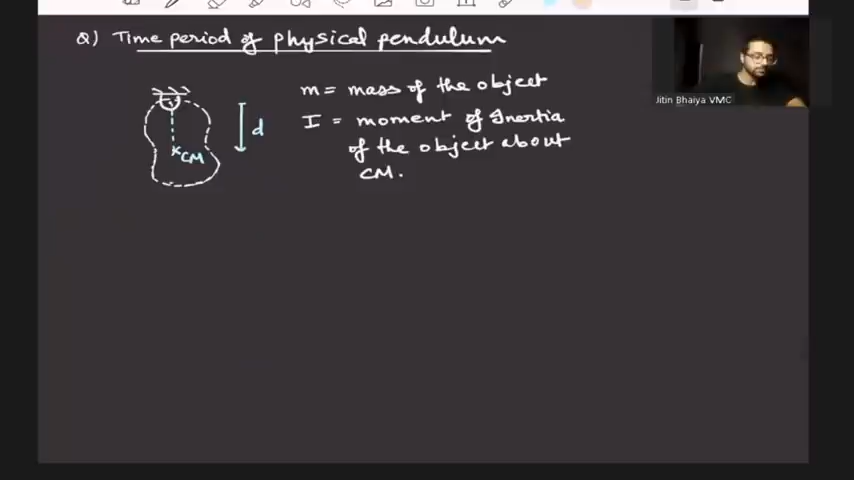 Q) Time period of physical pendulum
m = mass of the object
I = moment of Inertia
of the object about
CM.
d
CM
Jitin Bhaiya VMC